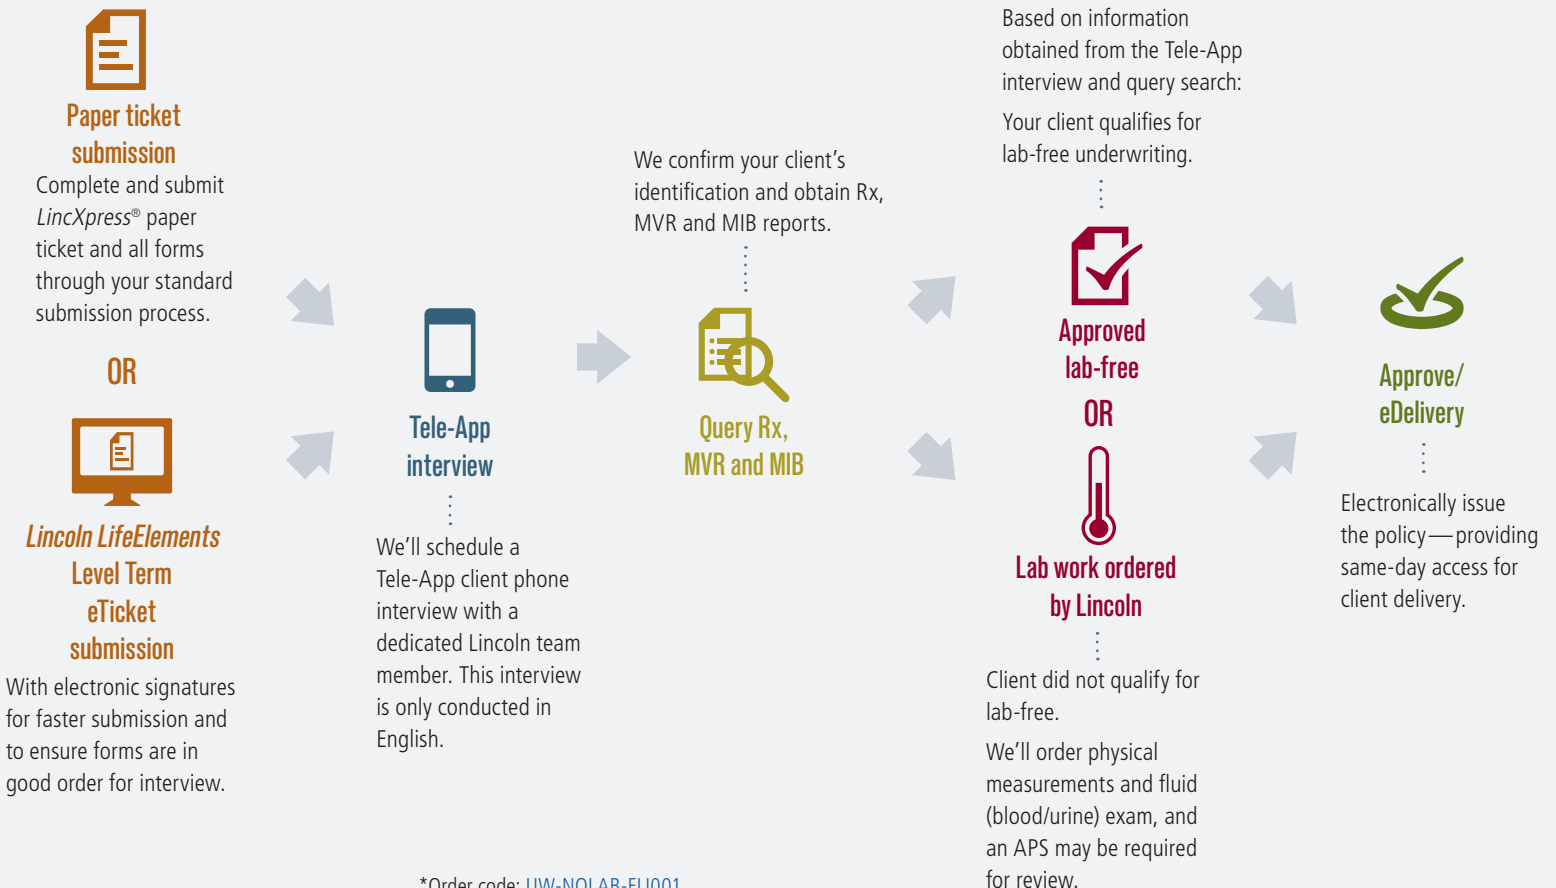 Paper ticket
submission
Complete and submit
LincXpress® paper
ticket and all forms
through your standard
submission process.
OR
Lincoln LifeElements
Level Term
eTicket
submission
With electronic signatures
for faster submission and
to ensure forms are in
good order for interview.
Tele-App
interview
We’ll schedule a
Tele-App client phone
interview with a
dedicated Lincoln team
member. This interview
is only conducted in
English.
We confirm your client’s
identification and obtain Rx,
MVR and MIB reports.
Query Rx,
MVR and MIB
Based on information
obtained from the Tele-App
interview and query search:
Your client qualifies for
lab-free underwriting.
Approved
lab-free
OR
Lab work ordered
by Lincoln
Client did not qualify for
lab-free.
We’ll order physical
measurements and fluid
(blood/urine) exam, and
an APS may be required
for review.
Approve/
eDelivery
Electronically issue
the policy — providing
same-day access for
client delivery.
*Order code: UW-NOLAB-FLI001